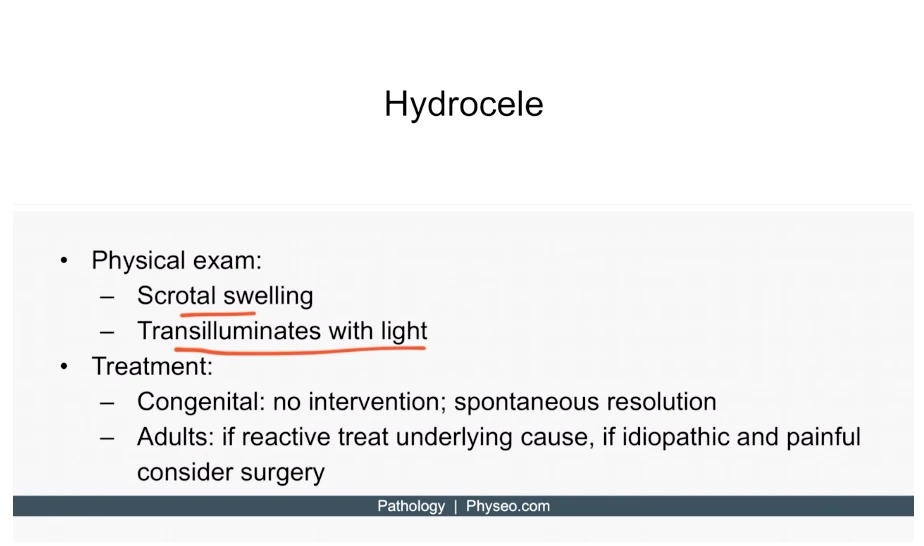 Hydrocele
• Physical exam:
– Scrotal swelling
– Transilluminates with light
• Treatment:
– Congenital: no intervention; spontaneous resolution
– Adults: if reactive treat underlying cause, if idiopathic and painful
consider surgery
Pathology | Physeo.com